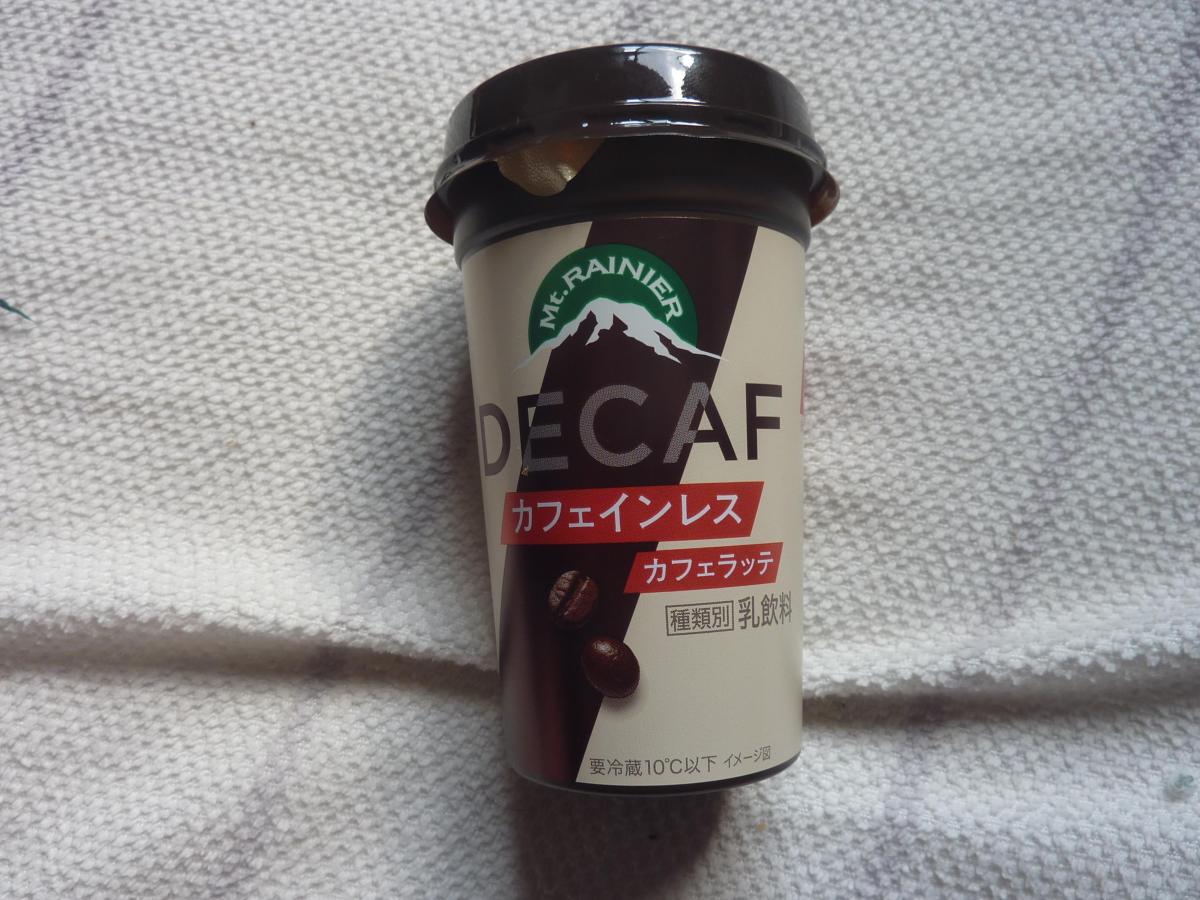 Mt. RAINIER
DECAF
カフェインレス
カフェラッテ
種類別 乳飲料
要冷蔵10℃以下 イメージ図